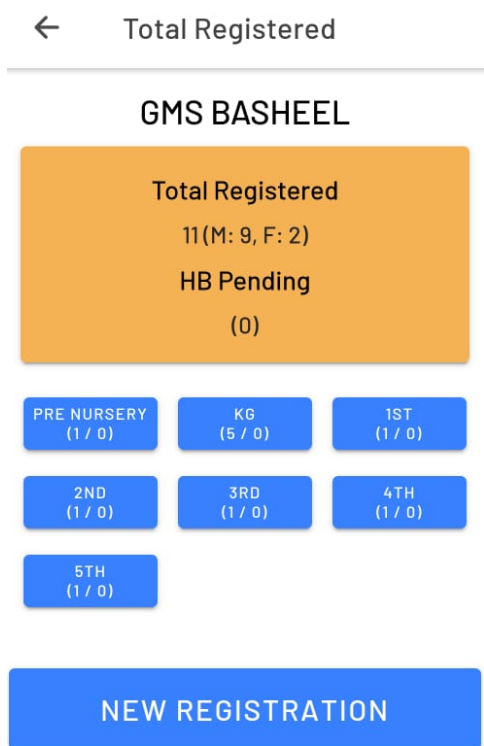 Total Registered
GMS BASHEEL
Total Registered
11 (M: 9, F: 2)
HB Pending
(0)
PRE NURSERY
(1 / 0)
KG
(5 / 0)
1ST
(1 / 0)
2ND
(1 / 0)
3RD
(1 / 0)
4TH
(1 / 0)
5TH
(1 / 0)
NEW REGISTRATION